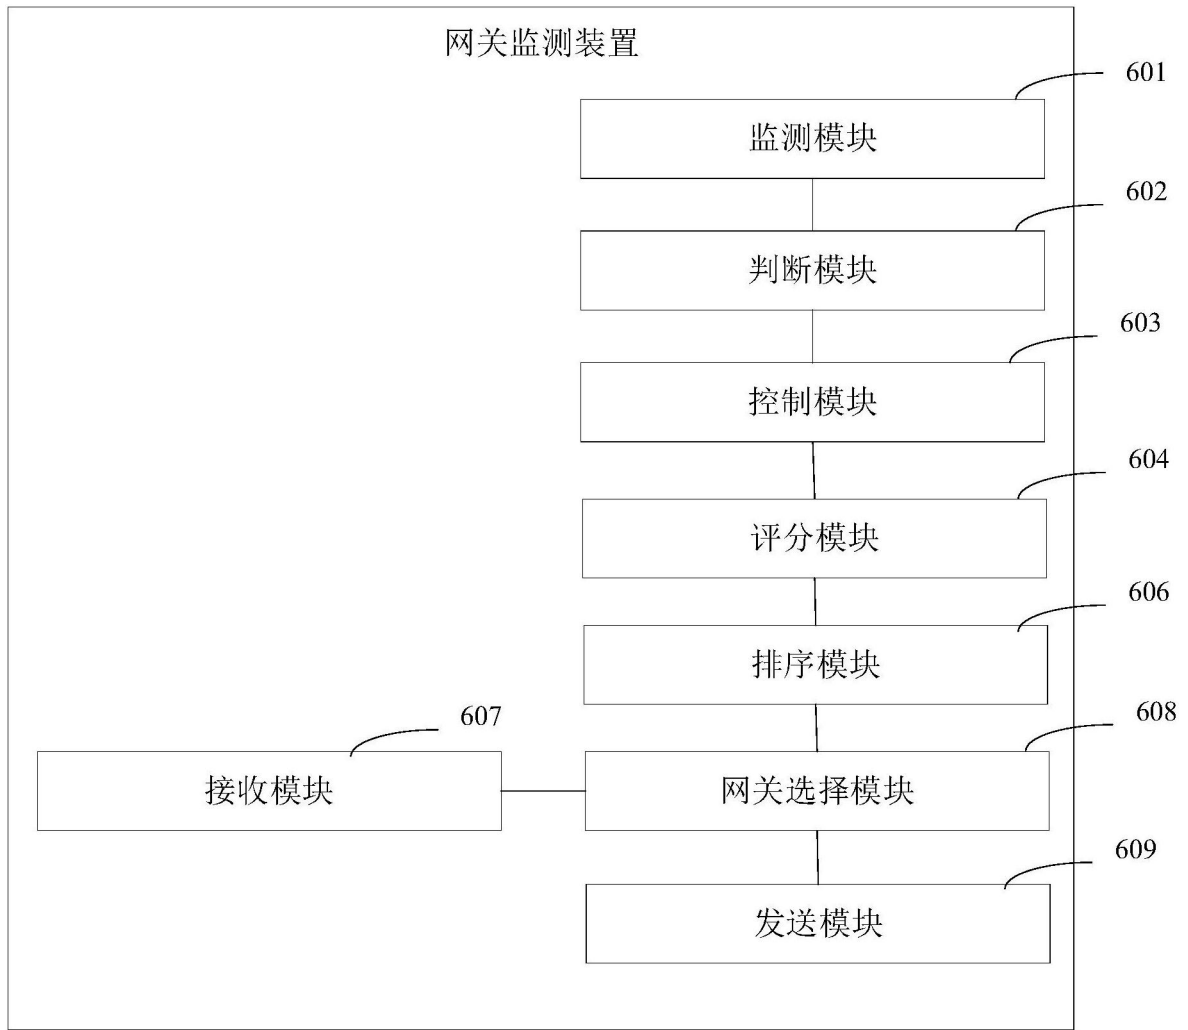 网关监测装置
601
监测模块
602
判断模块
603
控制模块
604
评分模块
606
排序模块
607
608
接收模块
网关选择模块
609
发送模块